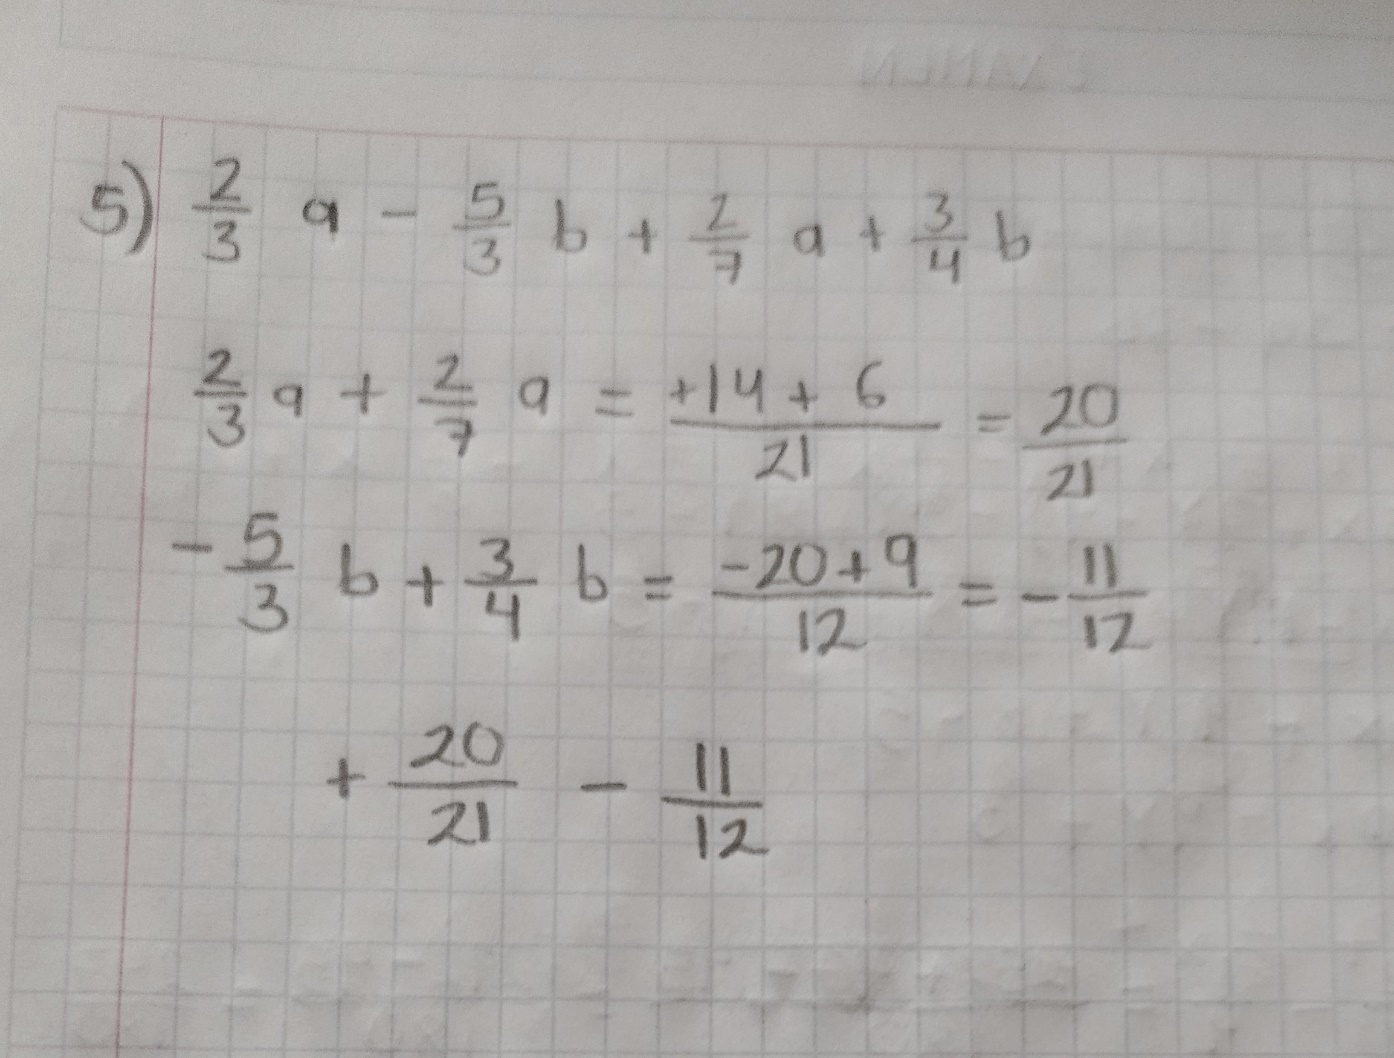 5) 2/3 a - 5/3 b + 2/7 a + 3/4 b
2/3 a + 2/7 a = +14 + 6/21 = 20/21
- 5/3 b + 3/4 b = -20+9/12 = - 11/12
+ 20/21 - 11/12